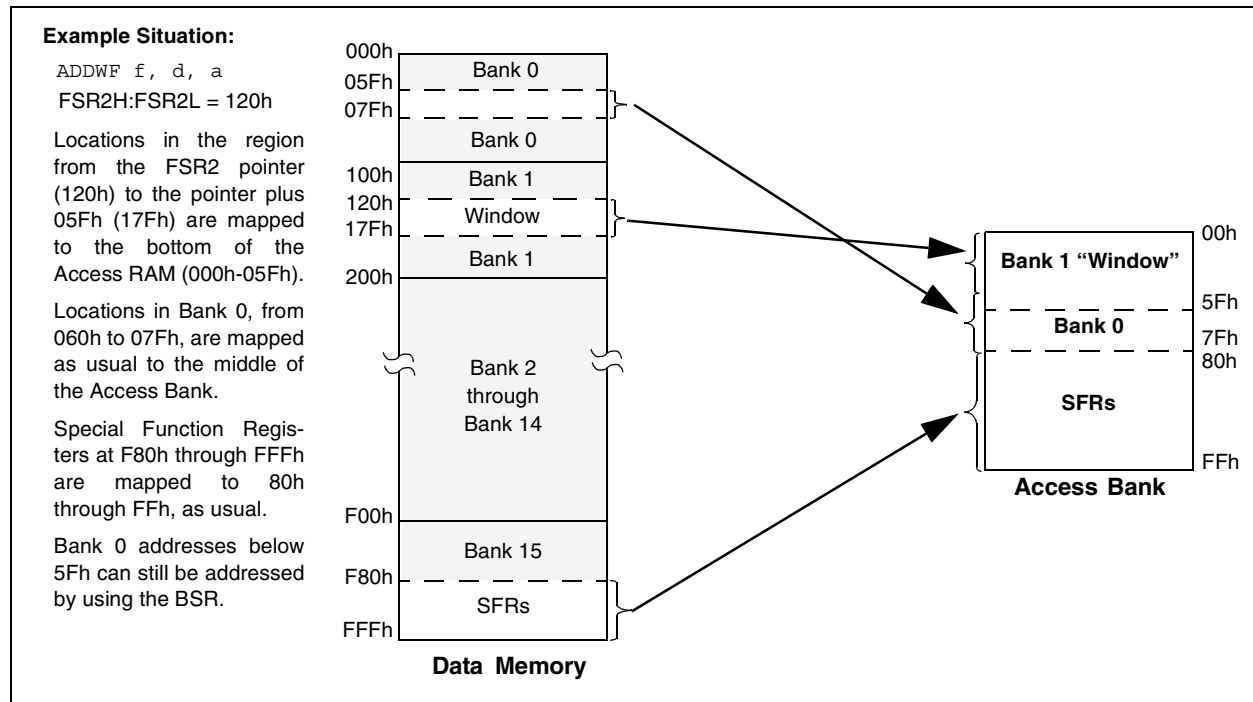 Example Situation:
ADDWF f, d, a
FSR2H:FSR2L = 120h
Locations in the region
from the FSR2 pointer
(120h) to the pointer plus
05Fh (17Fh) are mapped
to the bottom of the
Access RAM (000h-05Fh).
Locations in Bank 0, from
060h to 07Fh, are mapped
as usual to the middle of
the Access Bank.
Special Function Regis-
ters at F80h through FFFh
are mapped to 80h
through FFh, as usual.
Bank 0 addresses below
5Fh can still be addressed
by using the BSR.
000h
05Fh
07Fh
100h
120h
17Fh
200h
F00h
F80h
FFFh
Bank 0
Bank 0
Bank 1
Window
Bank 1
Bank 2
through
Bank 14
Bank 15
SFRs
Data Memory
00h
Bank 1 “Window”
5Fh
Bank 0
7Fh
80h
SFRs
FFh
Access Bank